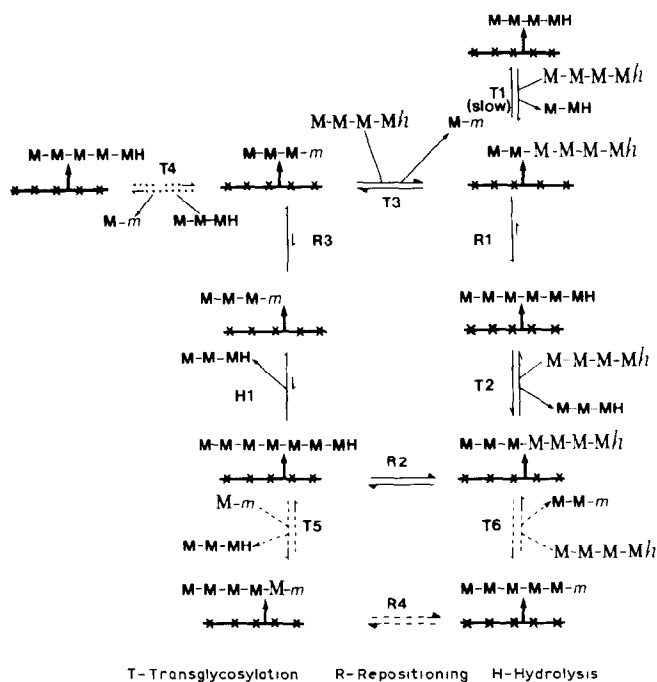 M-M-M-MH
M-M-M-Mh
T1
(slow)
M-MH
M-M-M-Mh
M-m
M-M-M-M-MH
T4
M-M-M-m
T3
M-M-M-M-M-Mh
M-m
M-M-MH
R3
R1
M-M-M-m
M-M-M-M-M-MH
M-M-MH
H1
M-M-M-Mh
T2
M-M-MH
M-M-M-M-M-M-MH
R2
M-M-M-M-M-M-Mh
M-m
T5
M-M-MH
M-M-m
T6
M-M-M-Mh
M-M-M-M-M-m
R4
M-M-M-M-M-m
T-Transglycosylation R-Repositioning H-Hydrolysis